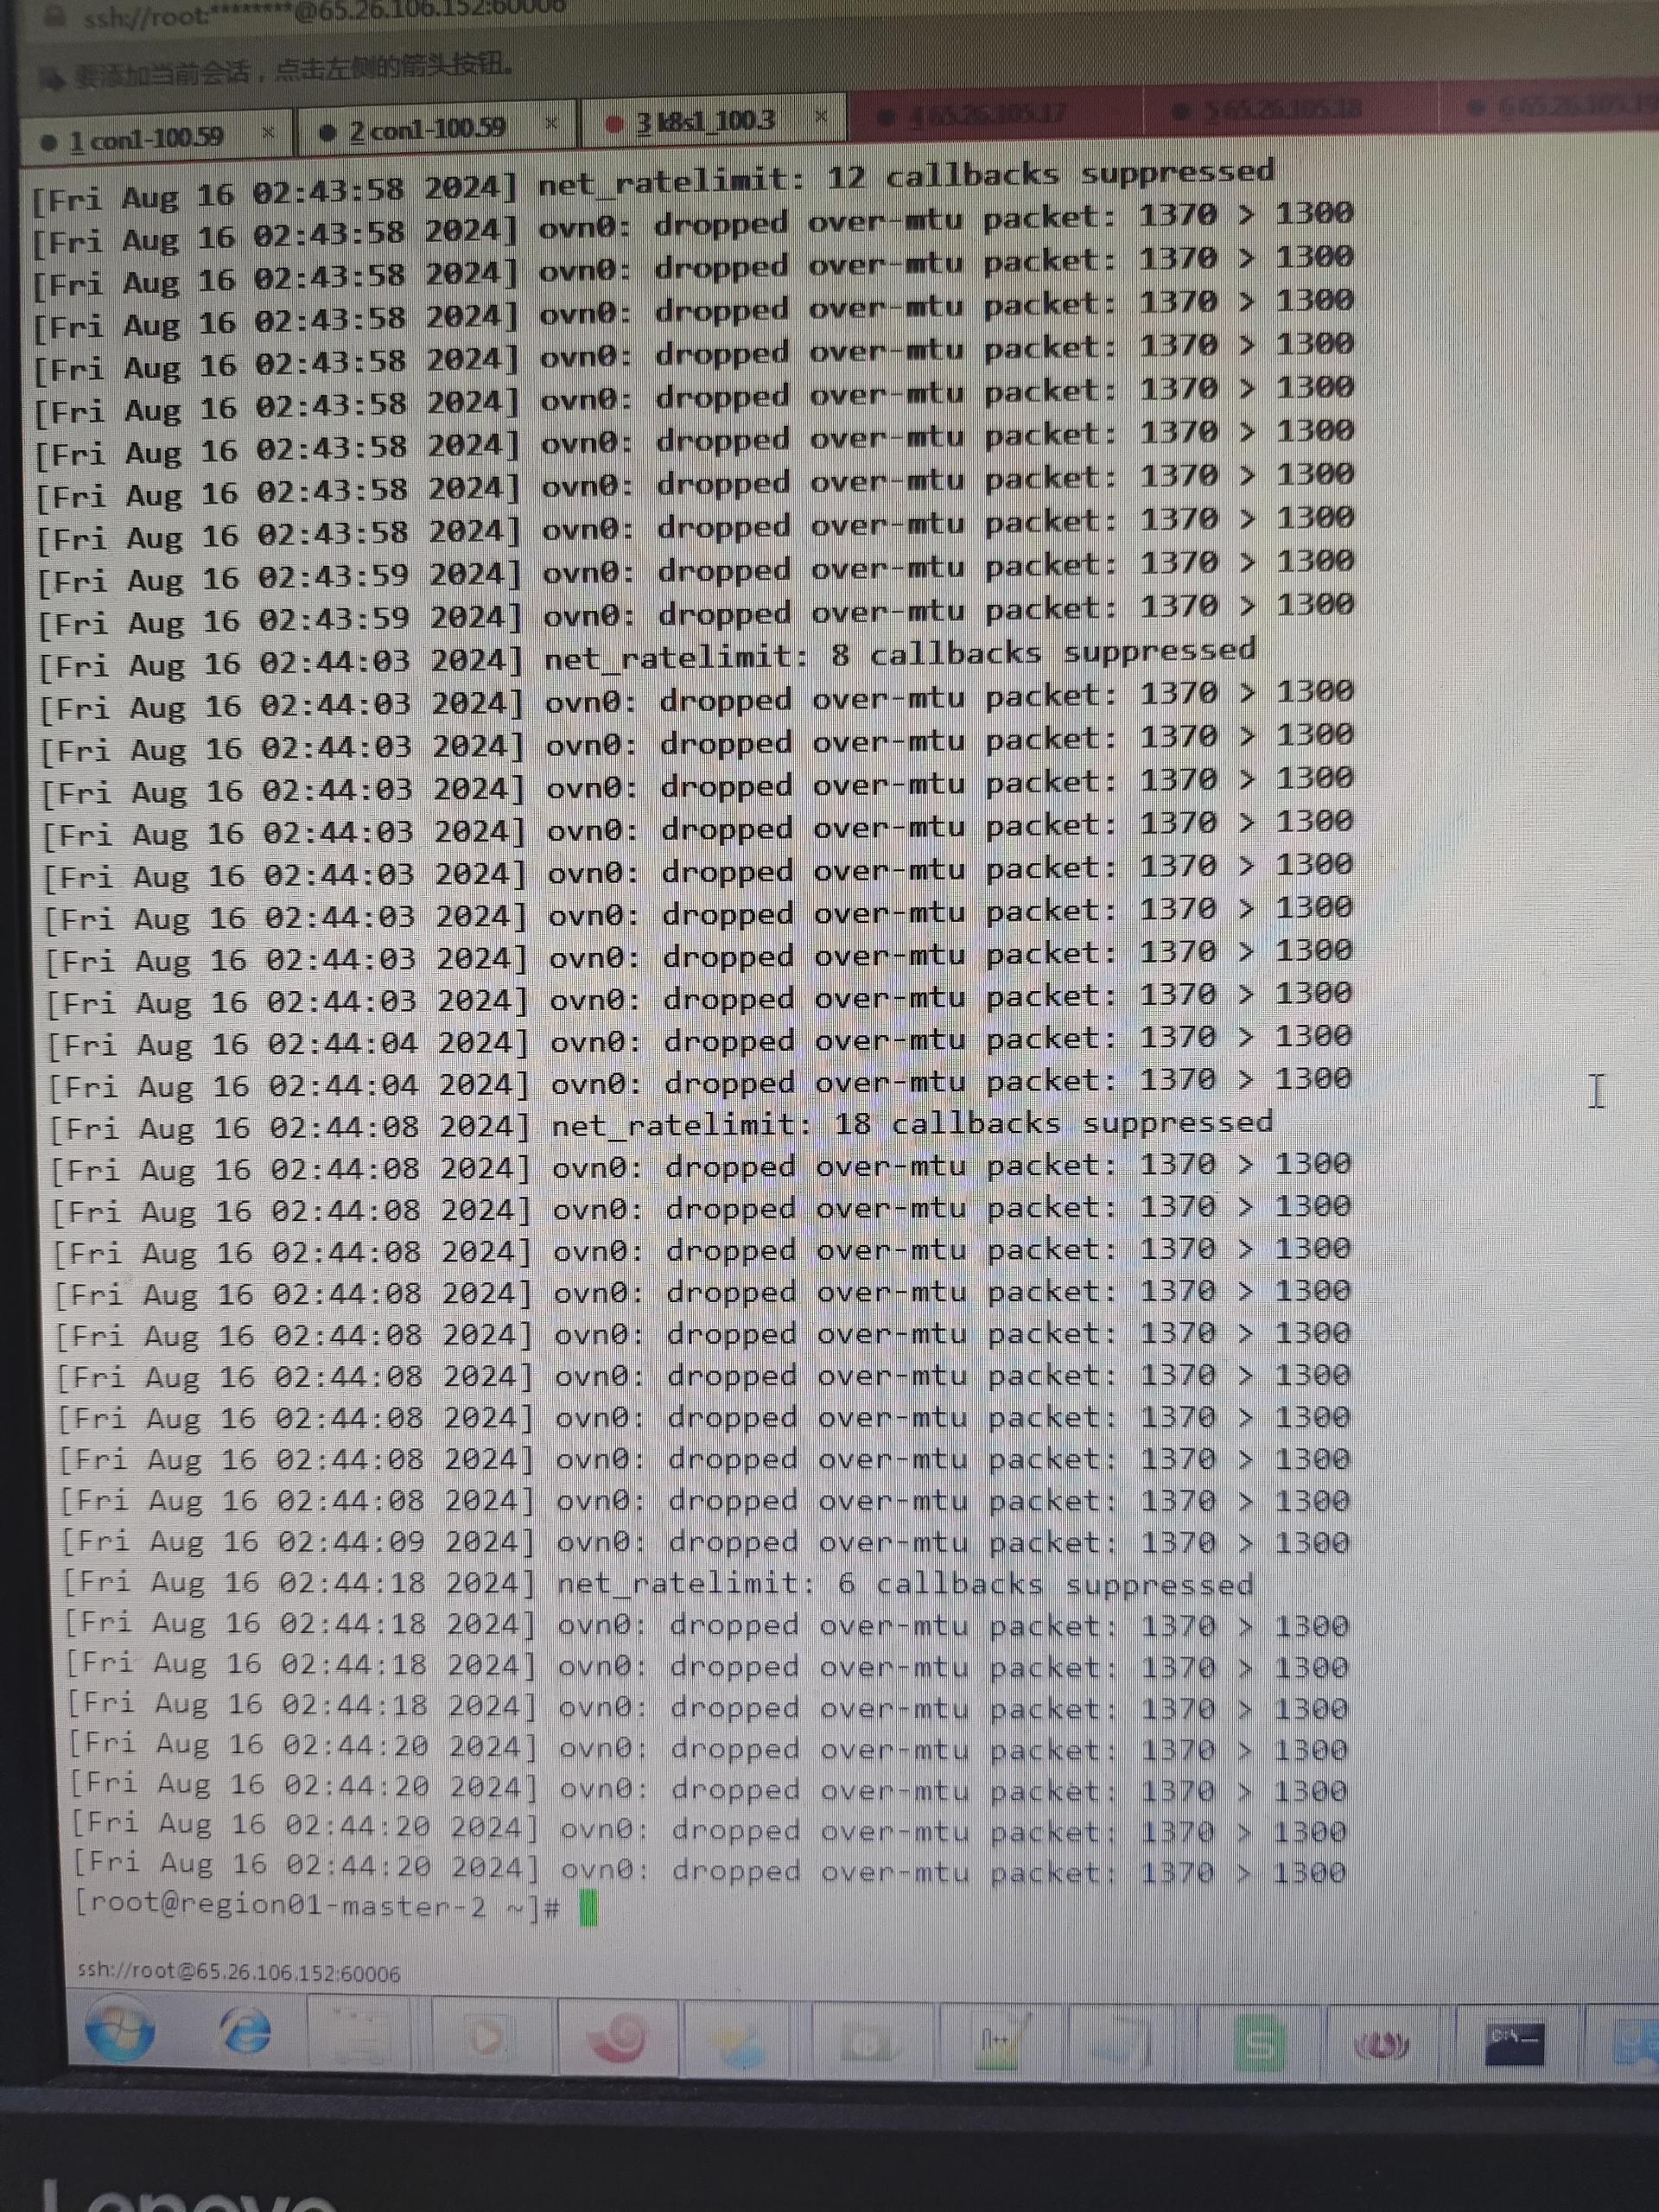 ssh://root:********@65.26.106.152:60006
要添加当前会话，点击左侧的箭头按钮。
1 con1-100.59 × 2 con1-100.59 × 3 k8s1_100.3 × 4 65.26.105.17 5 65.26.105.18 6 65.26.105.19
[Fri Aug 16 02:43:58 2024] net_ratelimit: 12 callbacks suppressed
[Fri Aug 16 02:43:58 2024] ovn0: dropped over-mtu packet: 1370 > 1300
[Fri Aug 16 02:43:58 2024] ovn0: dropped over-mtu packet: 1370 > 1300
[Fri Aug 16 02:43:58 2024] ovn0: dropped over-mtu packet: 1370 > 1300
[Fri Aug 16 02:43:58 2024] ovn0: dropped over-mtu packet: 1370 > 1300
[Fri Aug 16 02:43:58 2024] ovn0: dropped over-mtu packet: 1370 > 1300
[Fri Aug 16 02:43:58 2024] ovn0: dropped over-mtu packet: 1370 > 1300
[Fri Aug 16 02:43:58 2024] ovn0: dropped over-mtu packet: 1370 > 1300
[Fri Aug 16 02:43:58 2024] ovn0: dropped over-mtu packet: 1370 > 1300
[Fri Aug 16 02:43:59 2024] ovn0: dropped over-mtu packet: 1370 > 1300
[Fri Aug 16 02:43:59 2024] ovn0: dropped over-mtu packet: 1370 > 1300
[Fri Aug 16 02:44:03 2024] net_ratelimit: 8 callbacks suppressed
[Fri Aug 16 02:44:03 2024] ovn0: dropped over-mtu packet: 1370 > 1300
[Fri Aug 16 02:44:03 2024] ovn0: dropped over-mtu packet: 1370 > 1300
[Fri Aug 16 02:44:03 2024] ovn0: dropped over-mtu packet: 1370 > 1300
[Fri Aug 16 02:44:03 2024] ovn0: dropped over-mtu packet: 1370 > 1300
[Fri Aug 16 02:44:03 2024] ovn0: dropped over-mtu packet: 1370 > 1300
[Fri Aug 16 02:44:03 2024] ovn0: dropped over-mtu packet: 1370 > 1300
[Fri Aug 16 02:44:03 2024] ovn0: dropped over-mtu packet: 1370 > 1300
[Fri Aug 16 02:44:03 2024] ovn0: dropped over-mtu packet: 1370 > 1300
[Fri Aug 16 02:44:04 2024] ovn0: dropped over-mtu packet: 1370 > 1300
[Fri Aug 16 02:44:04 2024] ovn0: dropped over-mtu packet: 1370 > 1300
[Fri Aug 16 02:44:08 2024] net_ratelimit: 18 callbacks suppressed
[Fri Aug 16 02:44:08 2024] ovn0: dropped over-mtu packet: 1370 > 1300
[Fri Aug 16 02:44:08 2024] ovn0: dropped over-mtu packet: 1370 > 1300
[Fri Aug 16 02:44:08 2024] ovn0: dropped over-mtu packet: 1370 > 1300
[Fri Aug 16 02:44:08 2024] ovn0: dropped over-mtu packet: 1370 > 1300
[Fri Aug 16 02:44:08 2024] ovn0: dropped over-mtu packet: 1370 > 1300
[Fri Aug 16 02:44:08 2024] ovn0: dropped over-mtu packet: 1370 > 1300
[Fri Aug 16 02:44:08 2024] ovn0: dropped over-mtu packet: 1370 > 1300
[Fri Aug 16 02:44:08 2024] ovn0: dropped over-mtu packet: 1370 > 1300
[Fri Aug 16 02:44:08 2024] ovn0: dropped over-mtu packet: 1370 > 1300
[Fri Aug 16 02:44:09 2024] ovn0: dropped over-mtu packet: 1370 > 1300
[Fri Aug 16 02:44:18 2024] net_ratelimit: 6 callbacks suppressed
[Fri Aug 16 02:44:18 2024] ovn0: dropped over-mtu packet: 1370 > 1300
[Fri Aug 16 02:44:18 2024] ovn0: dropped over-mtu packet: 1370 > 1300
[Fri Aug 16 02:44:18 2024] ovn0: dropped over-mtu packet: 1370 > 1300
[Fri Aug 16 02:44:20 2024] ovn0: dropped over-mtu packet: 1370 > 1300
[Fri Aug 16 02:44:20 2024] ovn0: dropped over-mtu packet: 1370 > 1300
[Fri Aug 16 02:44:20 2024] ovn0: dropped over-mtu packet: 1370 > 1300
[Fri Aug 16 02:44:20 2024] ovn0: dropped over-mtu packet: 1370 > 1300
[root@region01-master-2 ~]#
ssh://root@65.26.106.152:60006
Lenovo